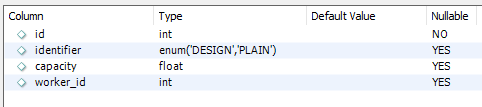 Column Type Default Value Nullable
id int NO
identifier enum('DESIGN','PLAIN') YES
capacity float YES
worker_id int YES